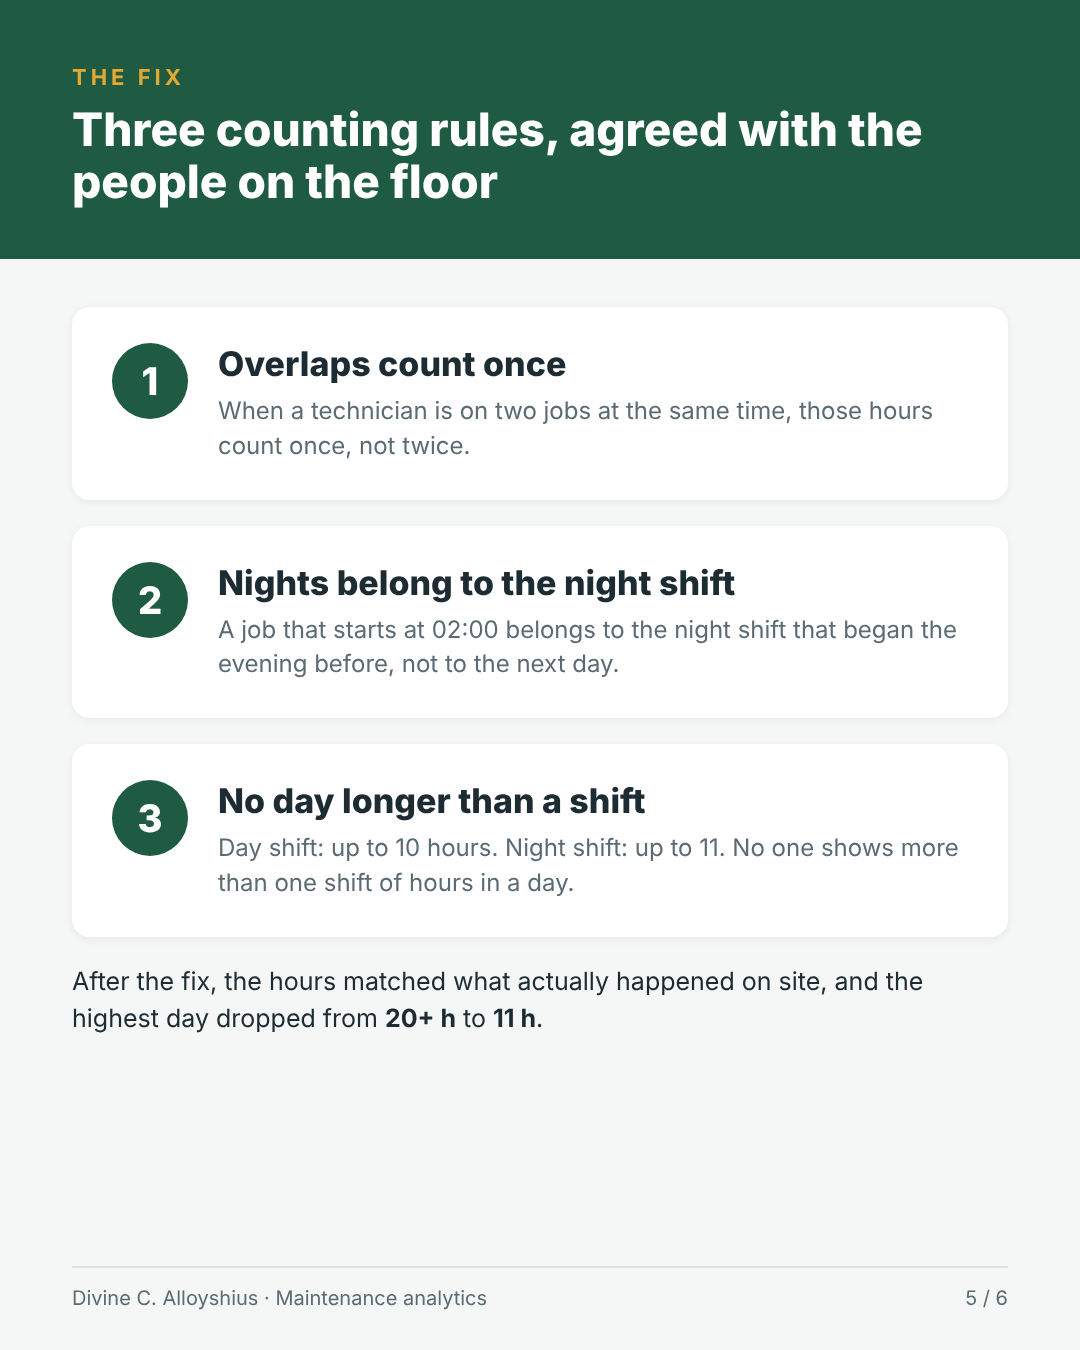 THE FIX
Three counting rules, agreed with the
people on the floor
1
Overlaps count once
When a technician is on two jobs at the same time, those hours
count once, not twice.
2
Nights belong to the night shift
A job that starts at 02:00 belongs to the night shift that began the
evening before, not to the next day.
3
No day longer than a shift
Day shift: up to 10 hours. Night shift: up to 11. No one shows more
than one shift of hours in a day.
After the fix, the hours matched what actually happened on site, and the
highest day dropped from 20+ h to 11 h.
Divine C. Alloyshius · Maintenance analytics
5 / 6